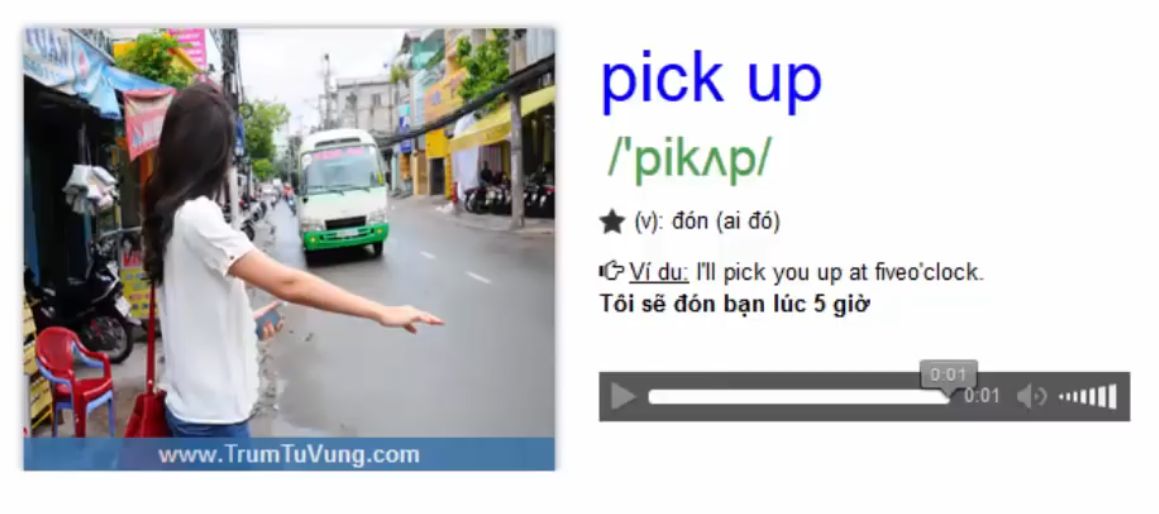 pick up
/'pikʌp/
(v): đón (ai đó)
Ví du: I'll pick you up at fiveo'clock.
Tôi sẽ đón bạn lúc 5 giờ
0:01
0:01
www.TrumTuVung.com